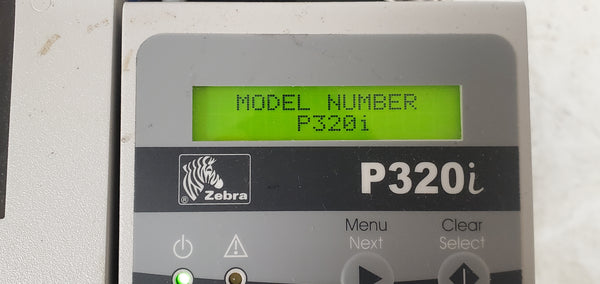 MODEL NUMBER
P320i
® Zebra
P320i
Menu
Next
Clear
Select